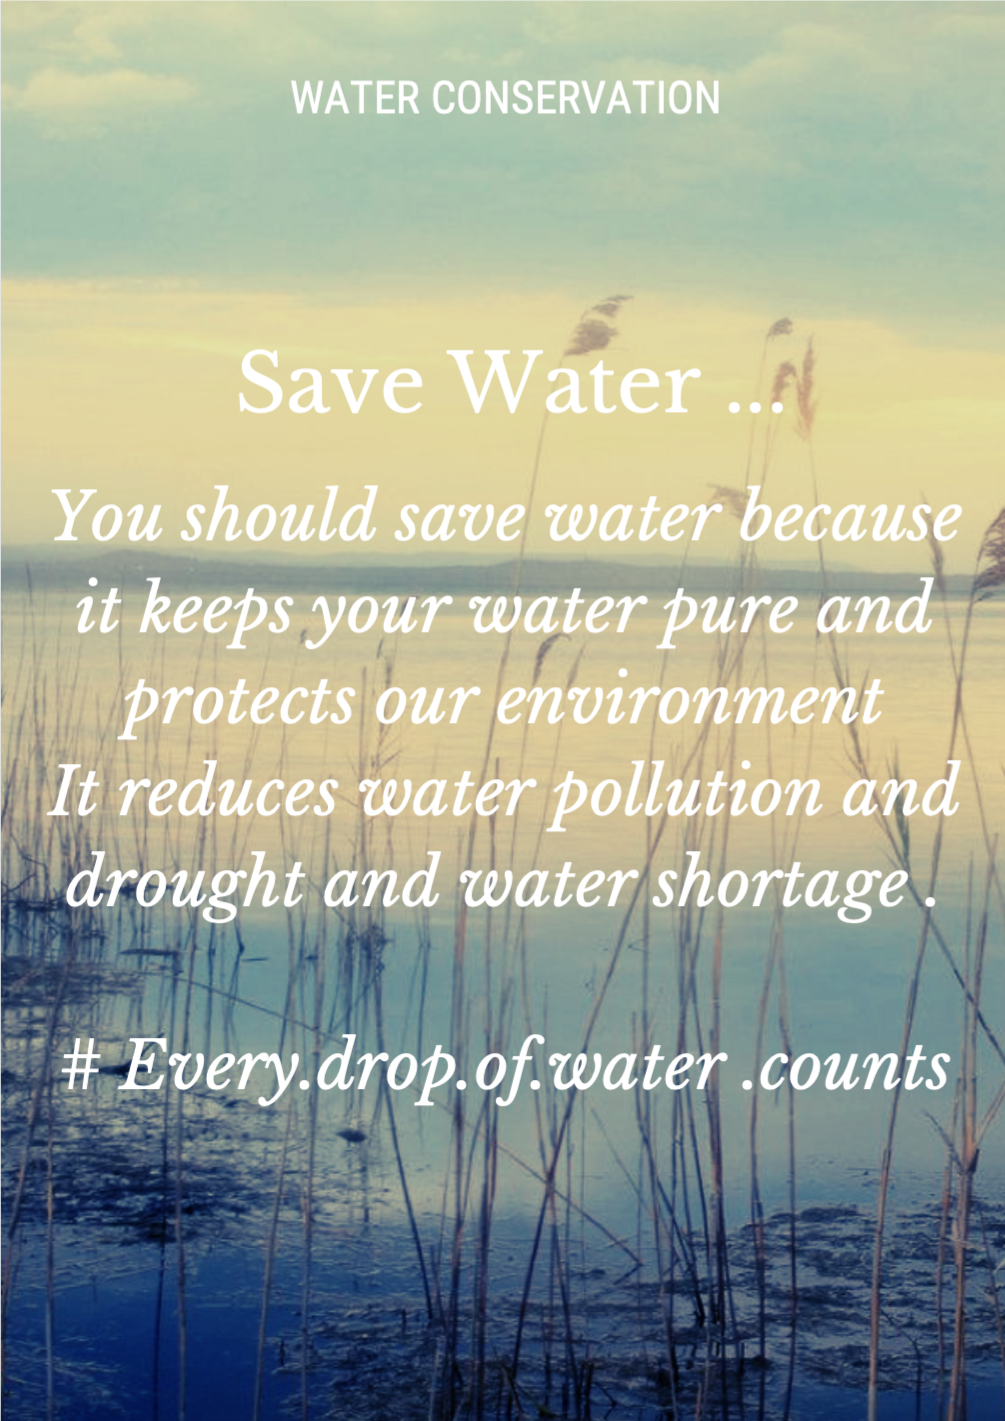 WATER CONSERVATION
Save Water ...
You should save water because
it keeps your water pure and
protects our environment
It reduces water pollution and
drought and water shortage .
# Every.drop.of.water .counts